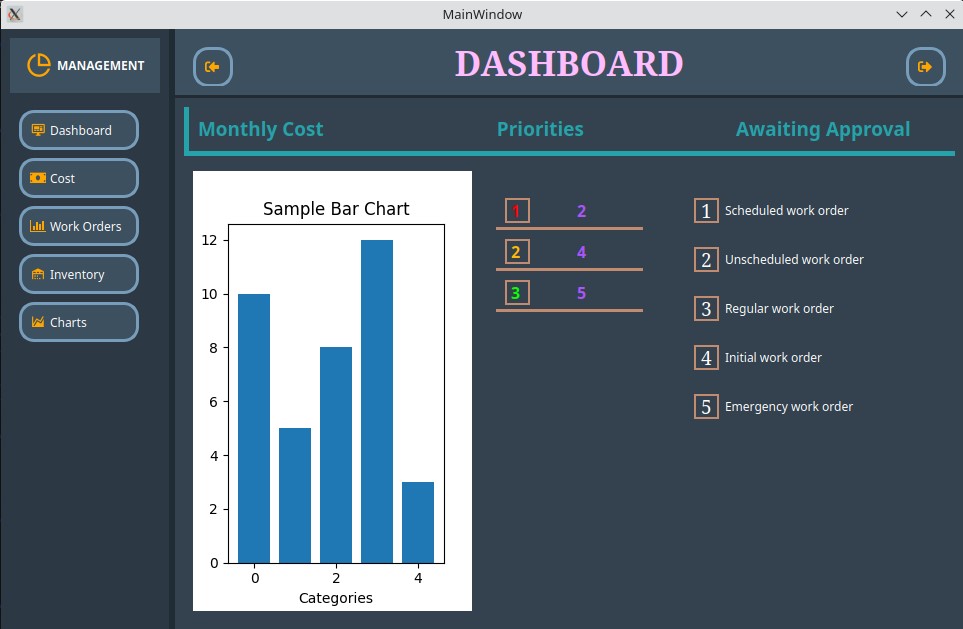 MainWindow
MANAGEMENT
DASHBOARD
Dashboard
Cost
Work Orders
Inventory
Charts
Monthly Cost
Priorities
Awaiting Approval
Sample Bar Chart
12
10
8
6
4
2
0
0 2 4
Categories
1 2
2 4
3 5
1 Scheduled work order
2 Unscheduled work order
3 Regular work order
4 Initial work order
5 Emergency work order